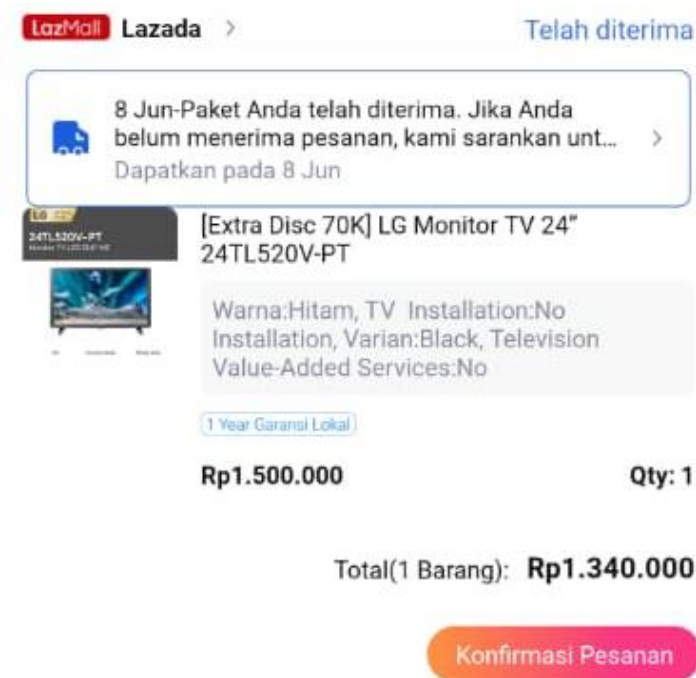 LazMall Lazada
Telah diterima
8 Jun-Paket Anda telah diterima. Jika Anda
belum menerima pesanan, kami sarankan unt...
Dapatkan pada 8 Jun
LG
24TL520V-PT
[Extra Disc 70K] LG Monitor TV 24"
24TL520V-PT
Warna:Hitam, TV Installation:No
Installation, Varian:Black, Television
Value-Added Services:No
1 Year Garansi Lokal
Rp1.500.000
Qty: 1
Total(1 Barang): Rp1.340.000
Konfirmasi Pesanan